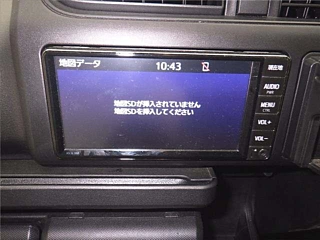 地図データ 10:43
地図SDが挿入されていません
地図SDを挿入してください
現在地
AUDIO
PWR
MENU
CTRL
VOL+
VOL-